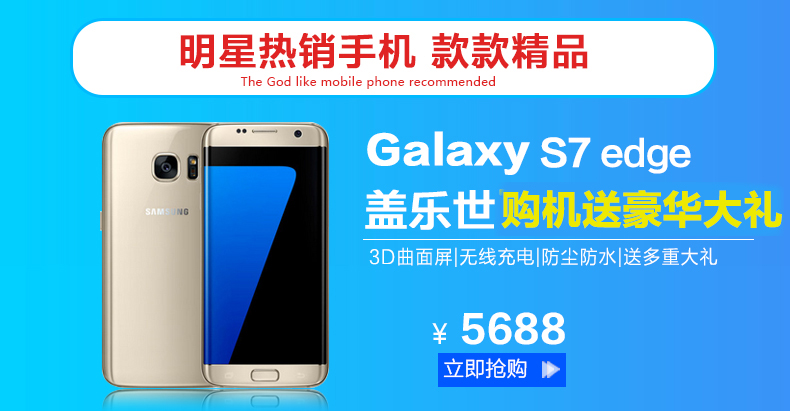 明星热销手机 款款精品
The God like mobile phone recommended
SAMSUNG
Galaxy S7 edge
盖乐世 购机送豪华大礼
3D曲面屏|无线充电|防尘防水|送多重大礼
¥ 5688
立即抢购